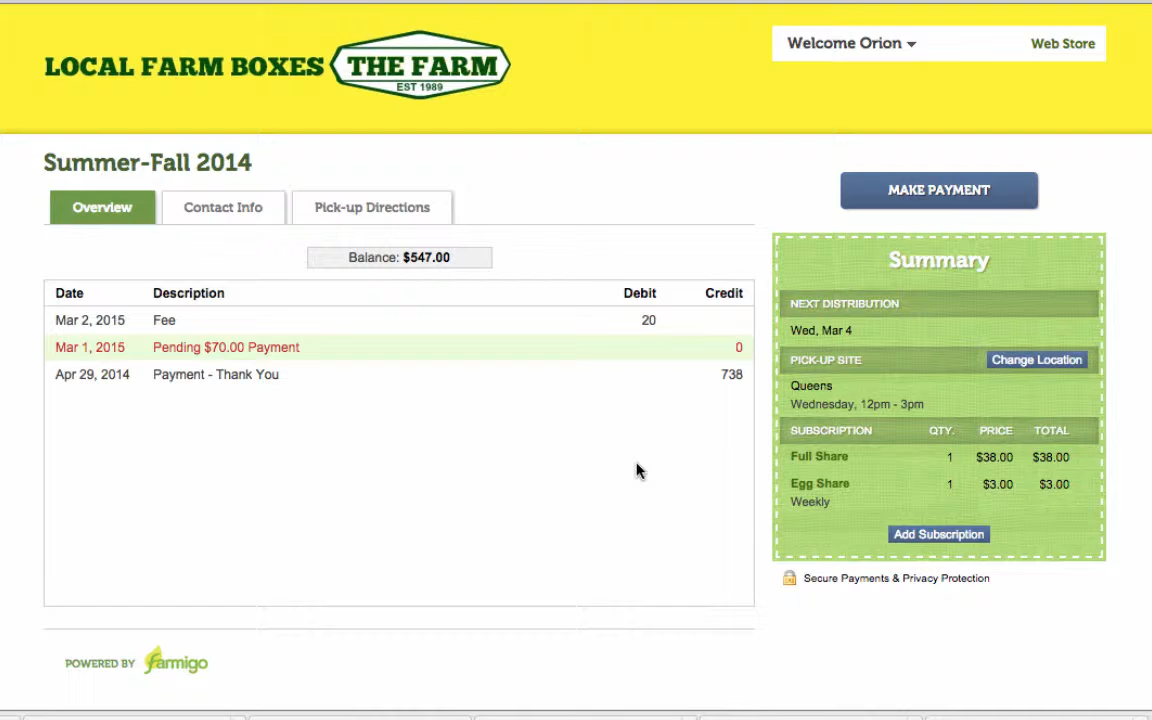 LOCAL FARM BOXES THE FARM
EST 1989
Welcome Orion
Web Store
Summer-Fall 2014
Overview Contact Info Pick-up Directions
MAKE PAYMENT
Balance: $547.00
Date Description Debit Credit
Mar 2, 2015 Fee 20
Mar 1, 2015 Pending $70.00 Payment 0
Apr 29, 2014 Payment - Thank You 738
Summary
NEXT DISTRIBUTION
Wed, Mar 4
PICK-UP SITE Change Location
Queens
Wednesday, 12pm - 3pm
SUBSCRIPTION QTY. PRICE TOTAL
Full Share 1 $38.00 $38.00
Egg Share 1 $3.00 $3.00
Weekly
Add Subscription
Secure Payments & Privacy Protection
POWERED BY farmigo